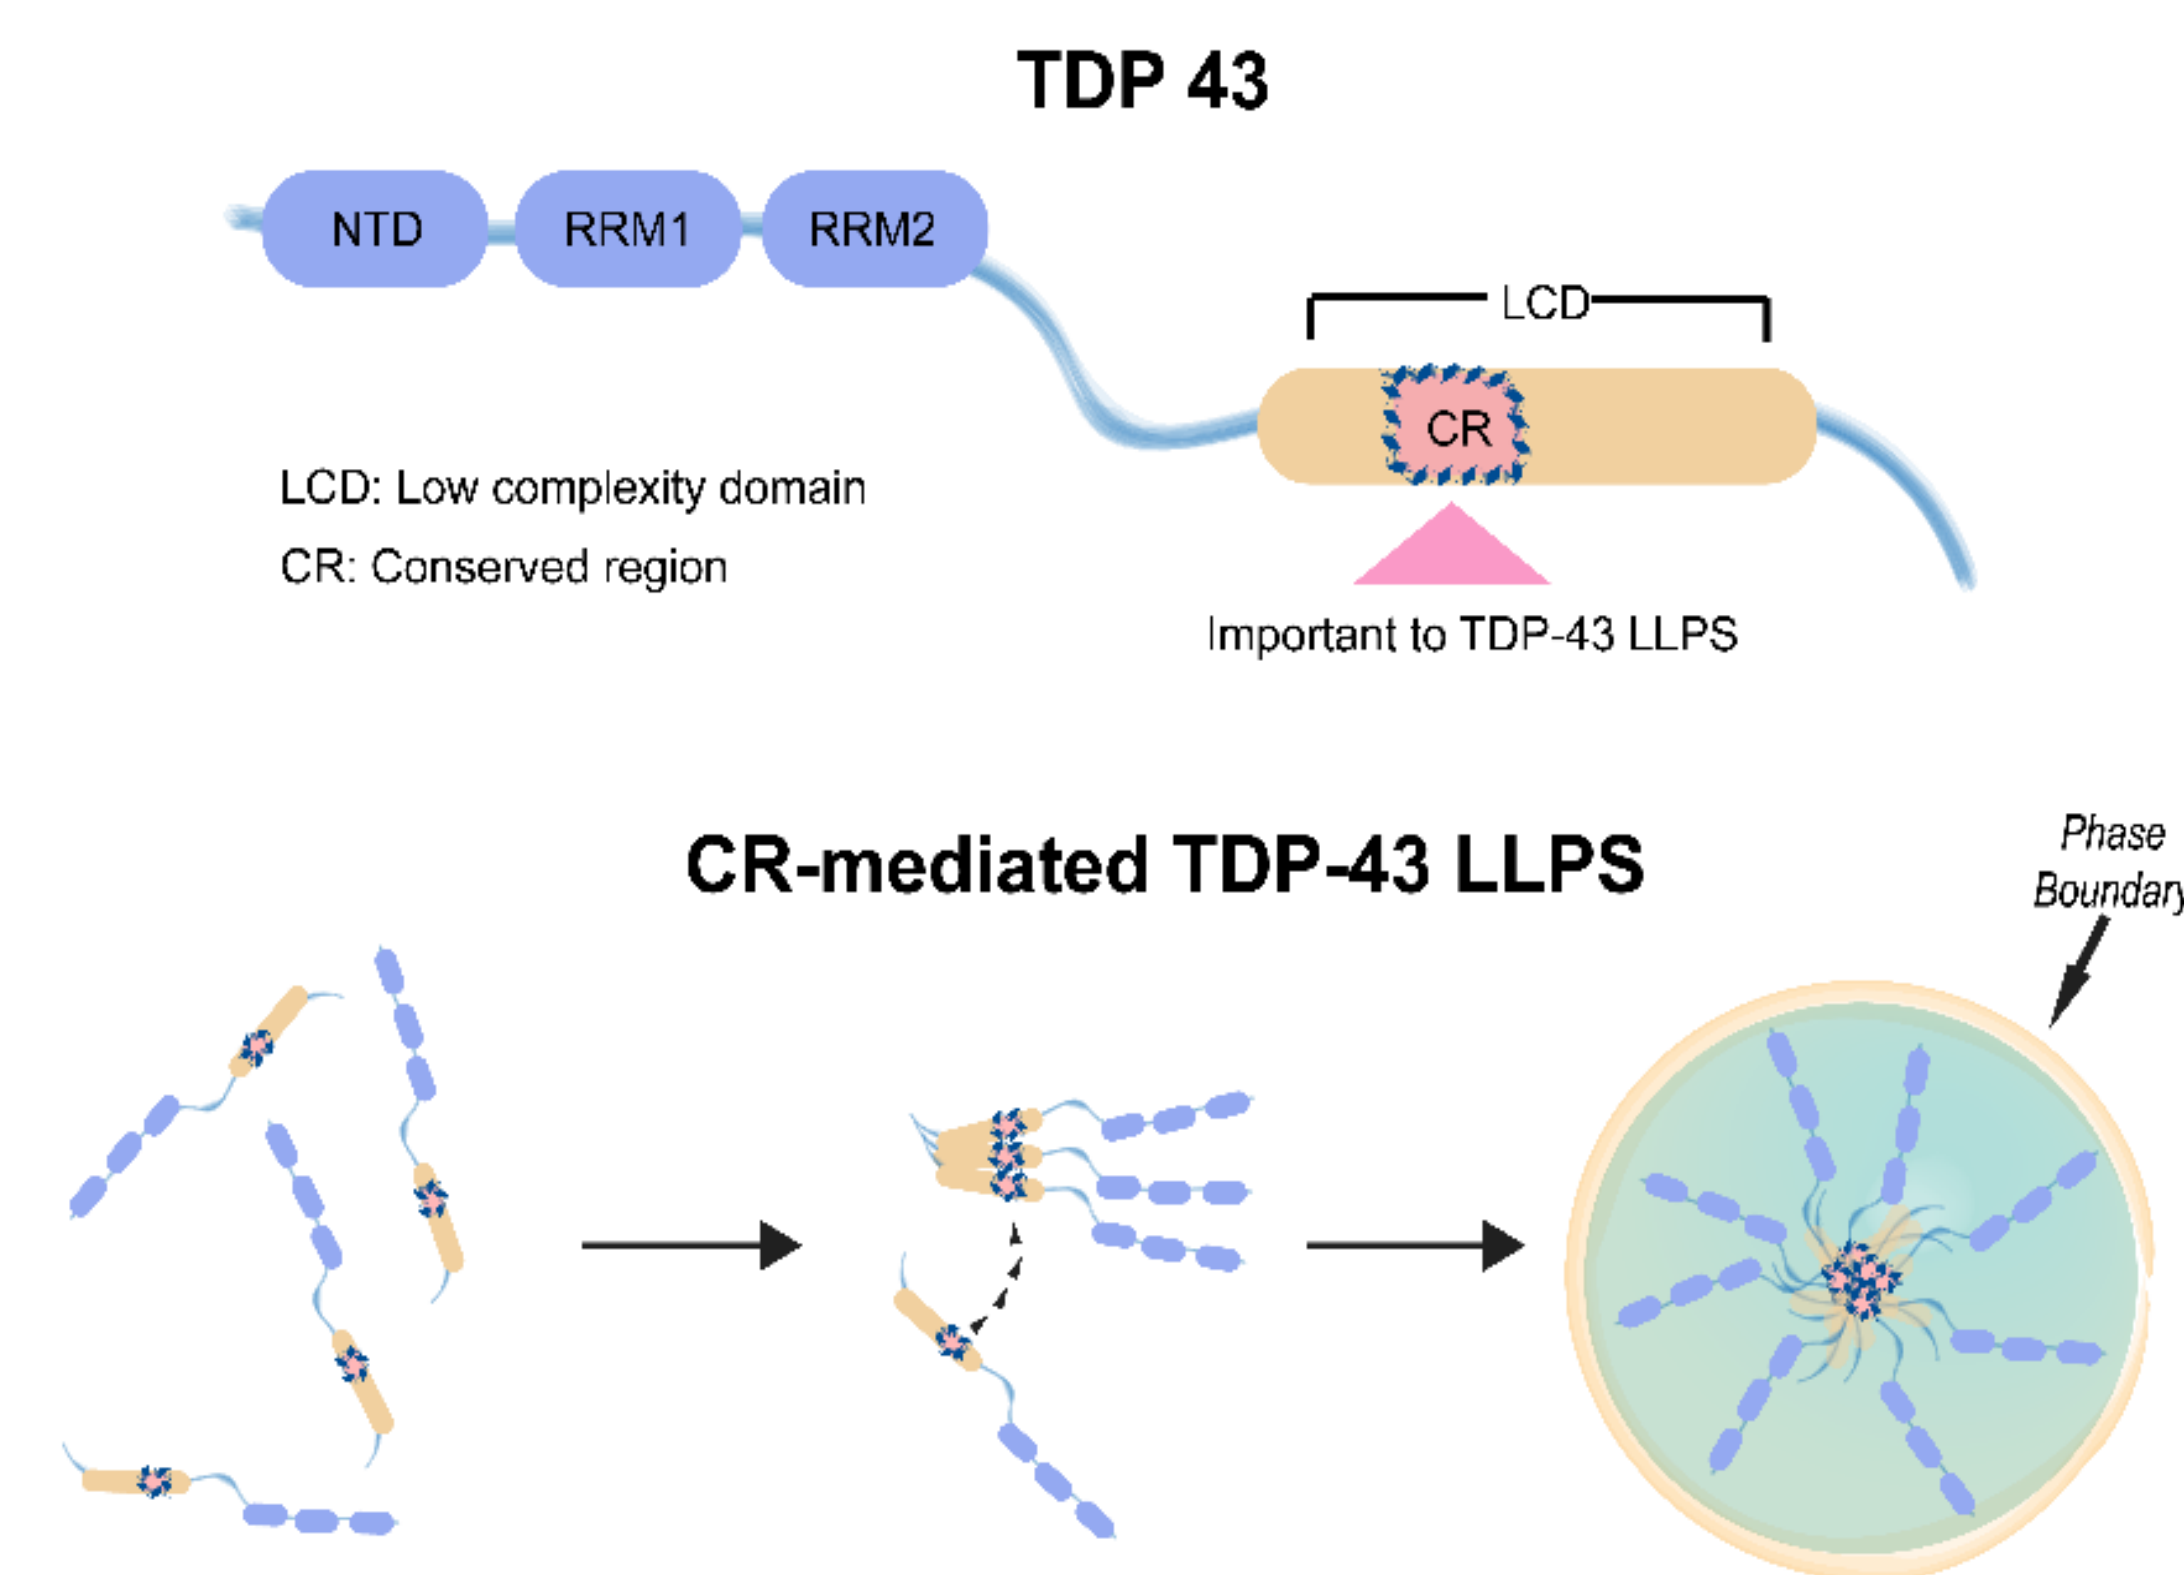 TDP 43
NTD
RRM1
RRM2
LCD
CR
LCD: Low complexity domain
CR: Conserved region
Important to TDP-43 LLPS
CR-mediated TDP-43 LLPS
Phase
Boundary